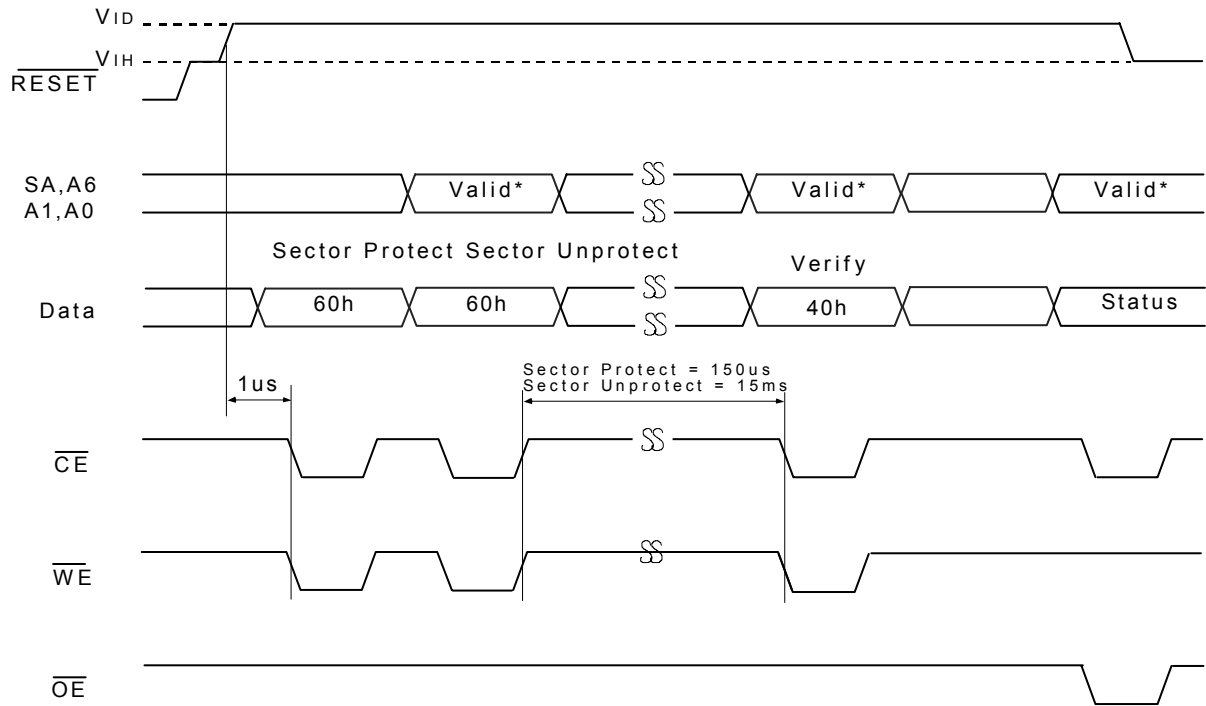 VID
VIH
RESET
SA,A6
A1,A0
Valid*
Valid*
Valid*
Sector Protect Sector Unprotect
Verify
Data
60h
60h
40h
Status
1us
Sector Protect = 150us
Sector Unprotect = 15ms
CE
WE
OE